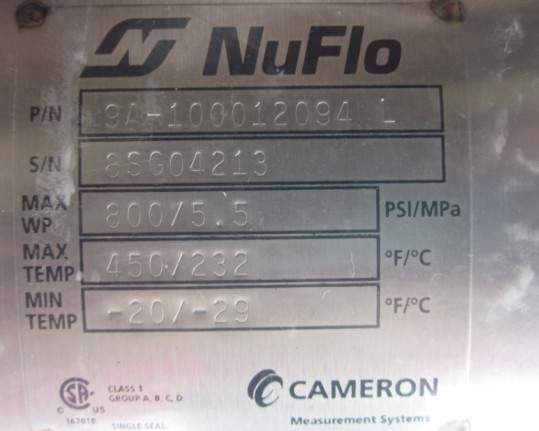 NuFlo
P/N 9A-100012094 L
S/N 8SG04213
MAX WP 800/5.5 PSI/MPa
MAX TEMP 450/232 °F/°C
MIN TEMP -20/-29 °F/°C
CLASS 1
GROUP A, B, C, D
C US
167018
SINGLE SEAL
CAMERON
Measurement Systems